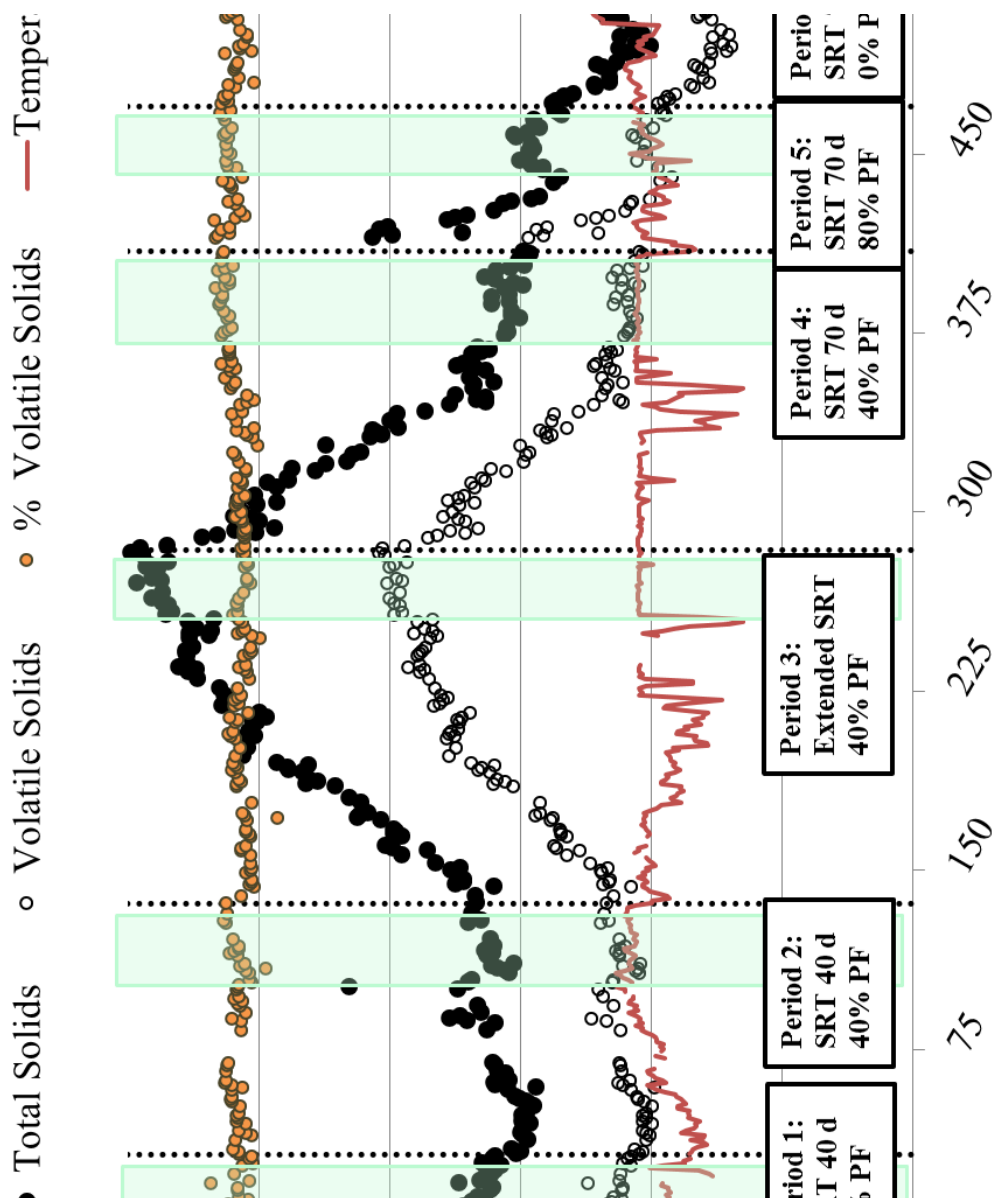 Total Solids
Volatile Solids
% Volatile Solids
Temper
riod 1:
T 40 d
% PF
Period 2:
SRT 40 d
40% PF
Period 3:
Extended SRT
40% PF
Period 4:
SRT 70 d
40% PF
Period 5:
SRT 70 d
80% PF
Perio
SRT
0% P
75
150
225
300
375
450